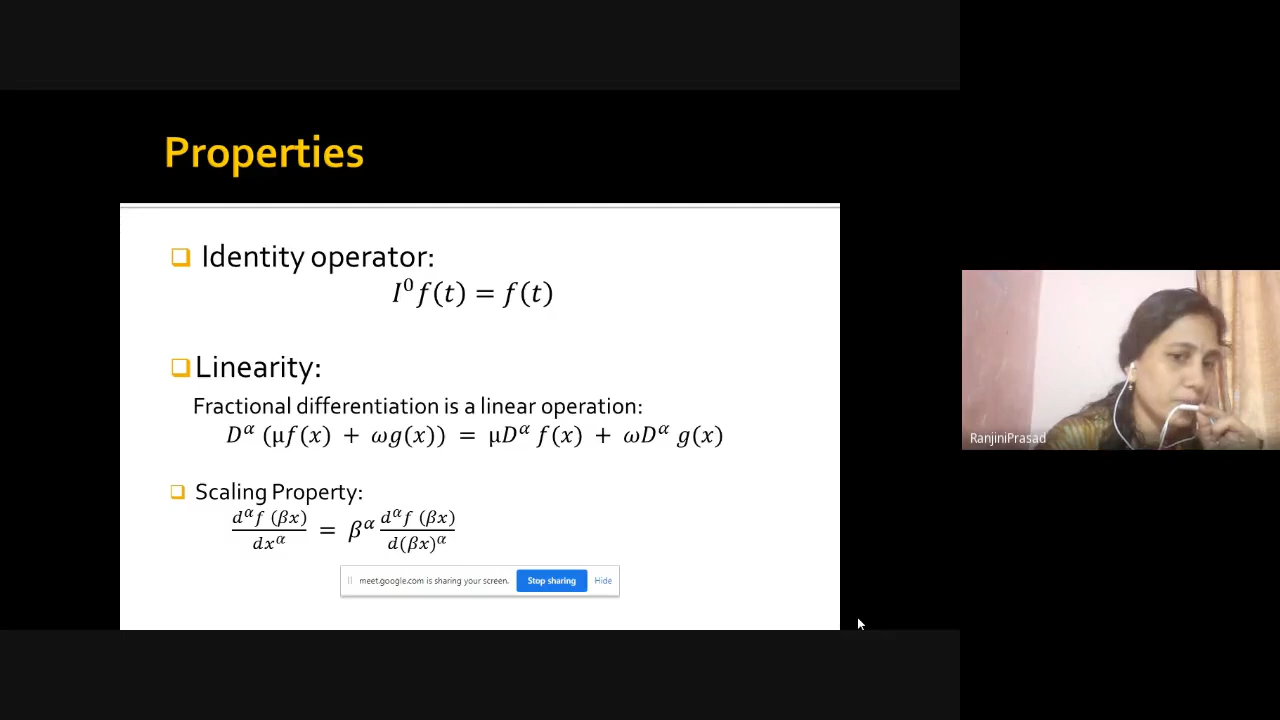 Properties
Identity operator:
I⁰f(t) = f(t)
Linearity:
Fractional differentiation is a linear operation:
Dᵅ (μf(x) + ωg(x)) = μDᵅ f(x) + ωDᵅ g(x)
Scaling Property:
dᵅf (βx)/dxᵅ = βᵅ dᵅf (βx)/d(βx)ᵅ
meet.google.com is sharing your screen. Stop sharing Hide
RanjiniPrasad